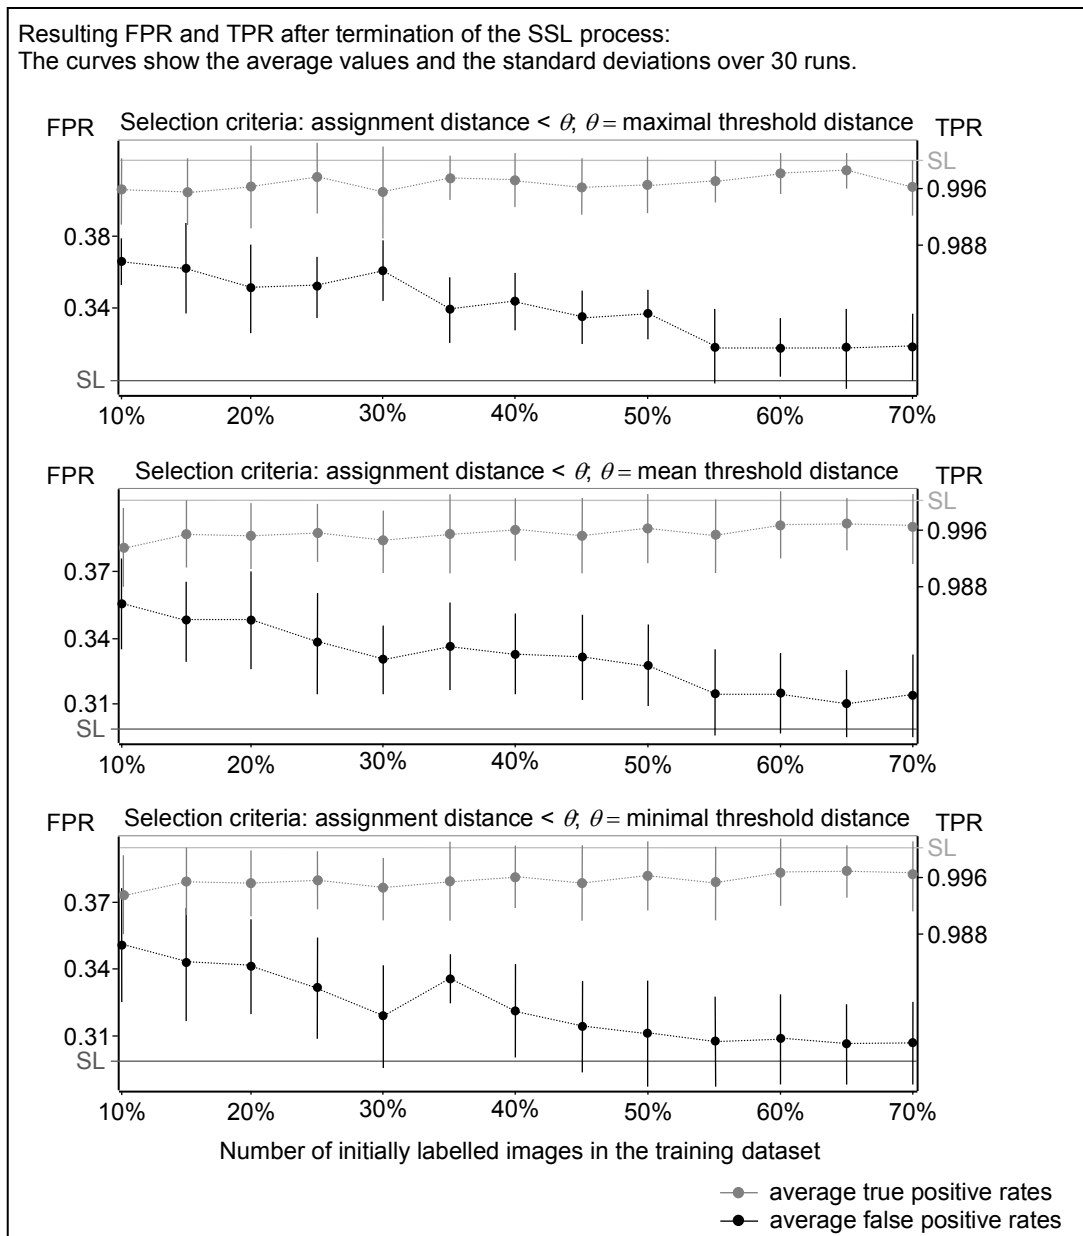 Resulting FPR and TPR after termination of the SSL process:
The curves show the average values and the standard deviations over 30 runs.
FPR Selection criteria: assignment distance < θ; θ = maximal threshold distance TPR
SL
0.996
0.38
0.988
0.34
SL
10% 20% 30% 40% 50% 60% 70%
FPR Selection criteria: assignment distance < θ; θ = mean threshold distance TPR
SL
0.996
0.37
0.988
0.34
0.31
SL
10% 20% 30% 40% 50% 60% 70%
FPR Selection criteria: assignment distance < θ; θ = minimal threshold distance TPR
SL
0.996
0.37
0.988
0.34
0.31
SL
10% 20% 30% 40% 50% 60% 70%
Number of initially labelled images in the training dataset
average true positive rates
average false positive rates